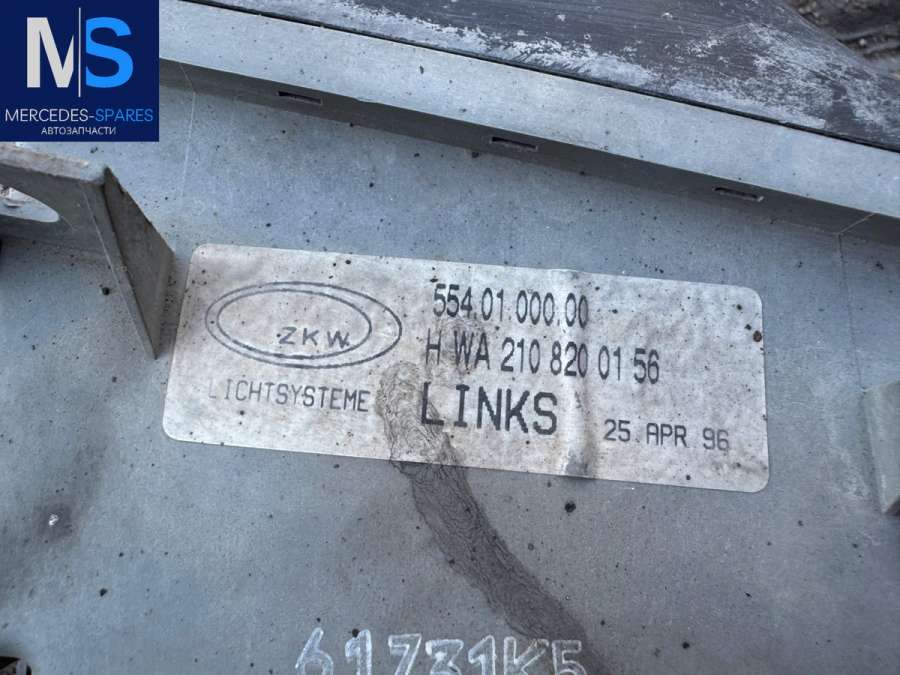 MS
MERCEDES-SPARES
АВТОЗАПЧАСТИ
554.01.000.00
ZKW
H WA 210 820 01 56
LICHTSYSTEME
LINKS
25.APR 96
61731K5